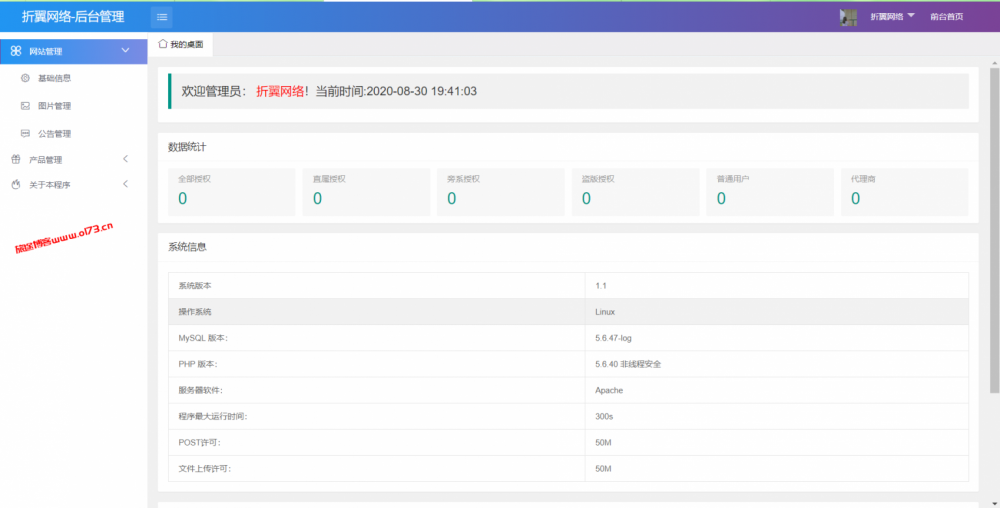 折翼网络-后台管理
折翼网络
前台首页
网站管理
基础信息
图片管理
公告管理
产品管理
关于本程序
我的桌面
欢迎管理员： 折翼网络！当前时间:2020-08-30 19:41:03
数据统计
全部授权
0
直属授权
0
旁系授权
0
盗版授权
0
普通用户
0
代理商
0
系统信息
系统版本 1.1
操作系统 Linux
MySQL 版本： 5.6.47-log
PHP 版本： 5.6.40 非线程安全
服务器软件： Apache
程序最大运行时间： 300s
POST许可： 50M
文件上传许可： 50M
博客www.ol73.cn